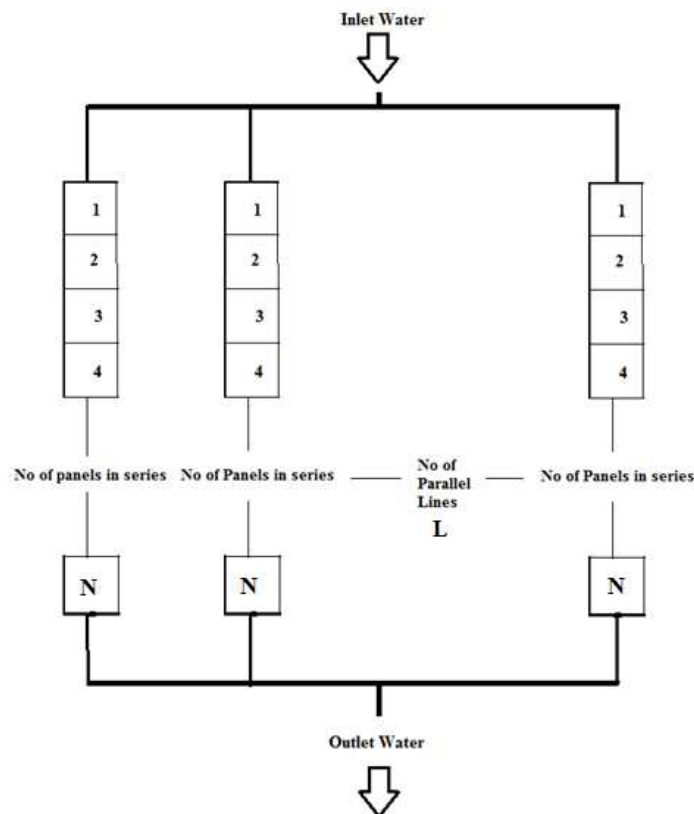 Inlet Water
1 1 1
2 2 2
3 3 3
4 4 4
No of panels in series No of Panels in series No of Panels in series
No of
Parallel
Lines
L
N N N
Outlet Water